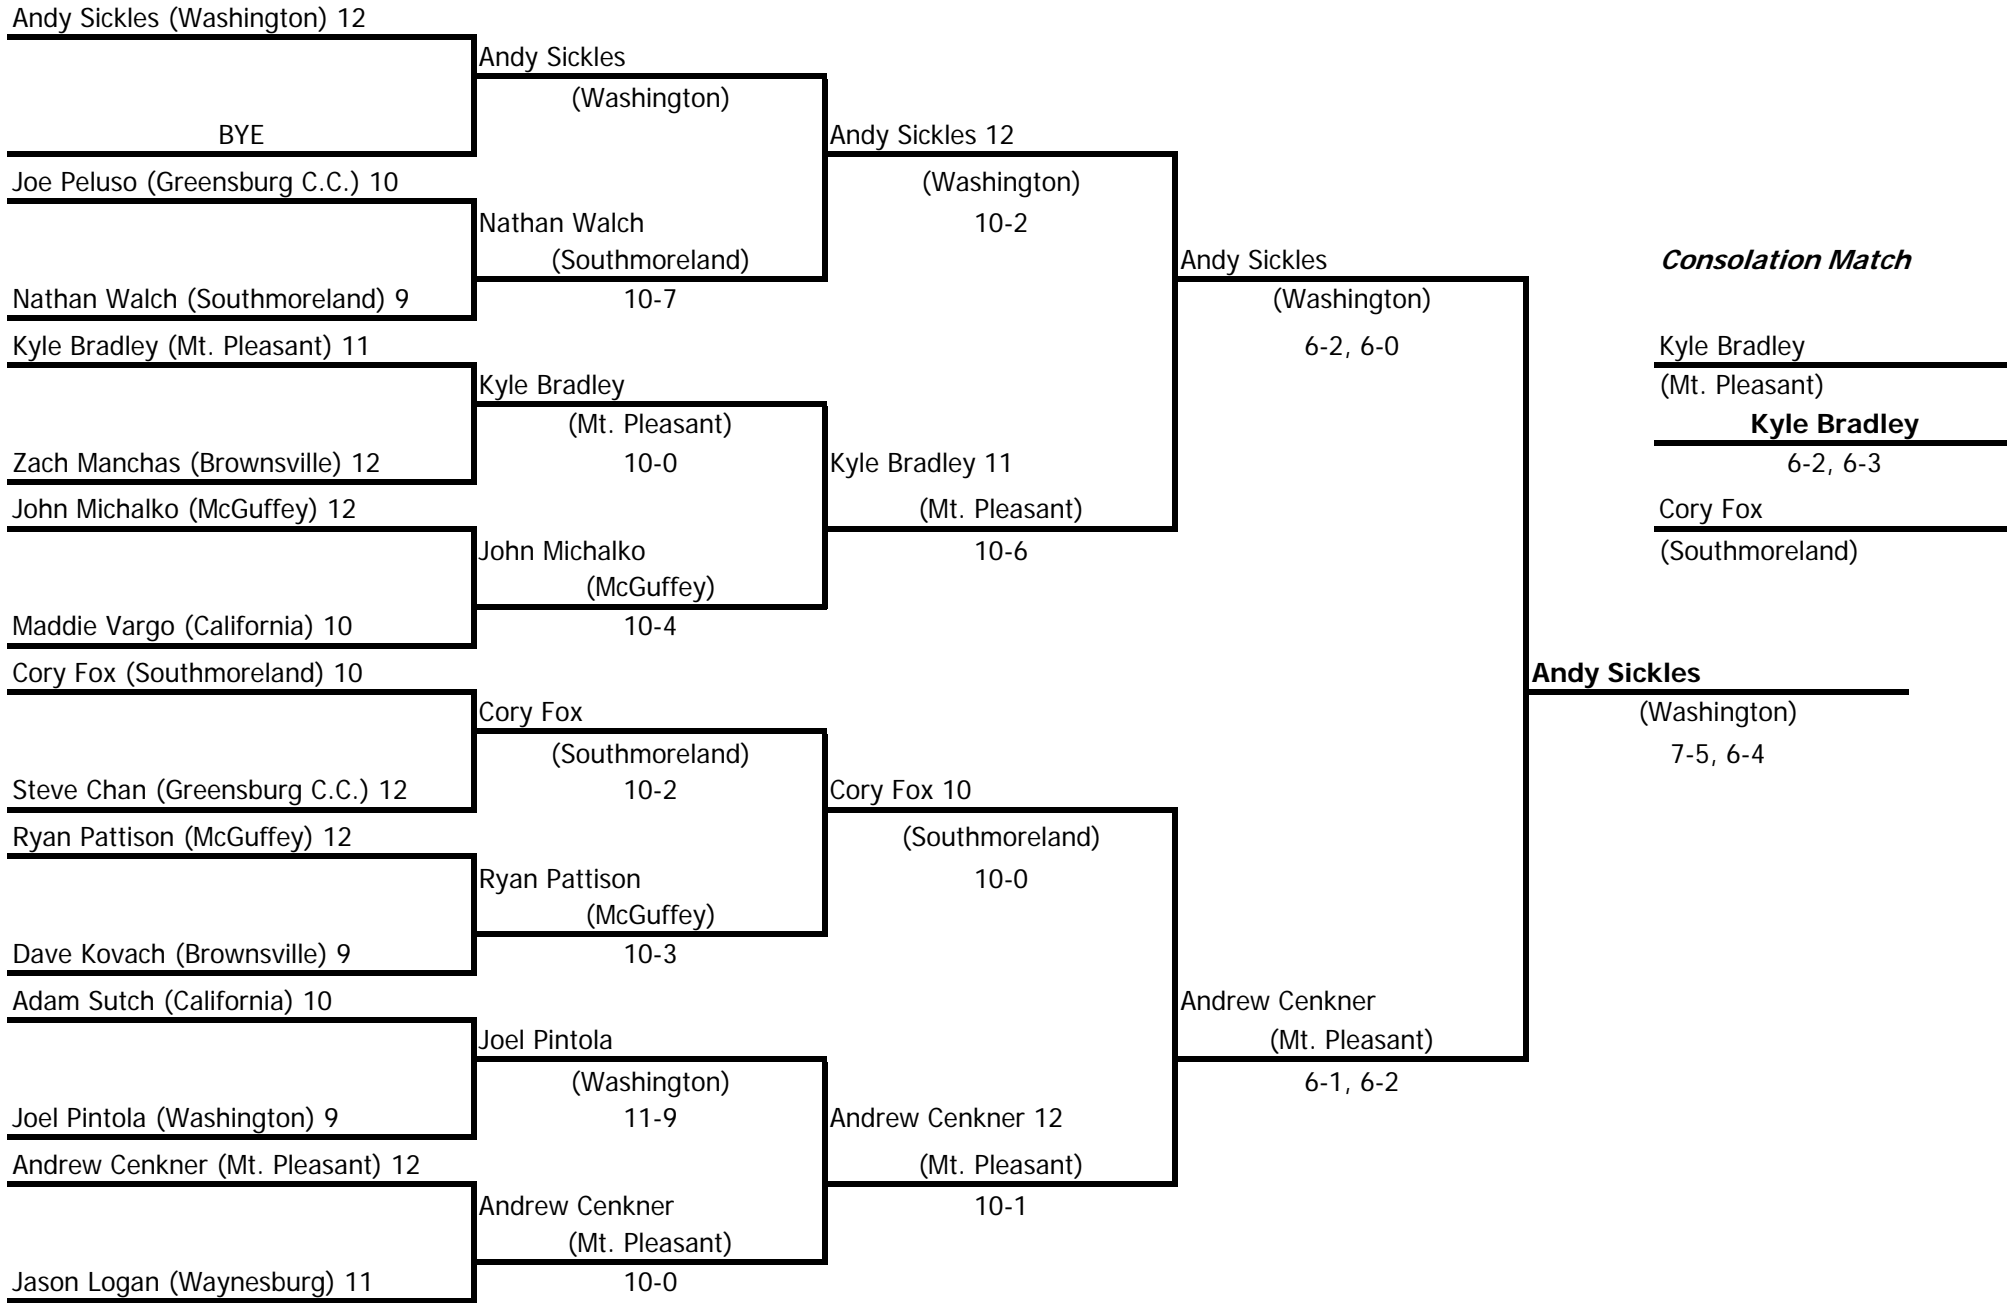 Andy Sickles (Washington) 12
BYE
Joe Peluso (Greensburg C.C.) 10
Nathan Walch (Southmoreland) 9
Kyle Bradley (Mt. Pleasant) 11
Zach Manchas (Brownsville) 12
John Michalko (McGuffey) 12
Maddie Vargo (California) 10
Cory Fox (Southmoreland) 10
Steve Chan (Greensburg C.C.) 12
Ryan Pattison (McGuffey) 12
Dave Kovach (Brownsville) 9
Adam Sutch (California) 10
Joel Pintola (Washington) 9
Andrew Cenkner (Mt. Pleasant) 12
Jason Logan (Waynesburg) 11
Andy Sickles
(Washington)
Nathan Walch
(Southmoreland)
10-7
Kyle Bradley
(Mt. Pleasant)
10-0
John Michalko
(McGuffey)
10-4
Cory Fox
(Southmoreland)
10-2
Ryan Pattison
(McGuffey)
10-3
Joel Pintola
(Washington)
11-9
Andrew Cenkner
(Mt. Pleasant)
10-0
Andy Sickles 12
(Washington)
10-2
Kyle Bradley 11
(Mt. Pleasant)
10-6
Cory Fox 10
(Southmoreland)
10-0
Andrew Cenkner 12
(Mt. Pleasant)
10-1
Andy Sickles
(Washington)
6-2, 6-0
Andrew Cenkner
(Mt. Pleasant)
6-1, 6-2
Andy Sickles
(Washington)
7-5, 6-4
Consolation Match
Kyle Bradley
(Mt. Pleasant)
Kyle Bradley
6-2, 6-3
Cory Fox
(Southmoreland)